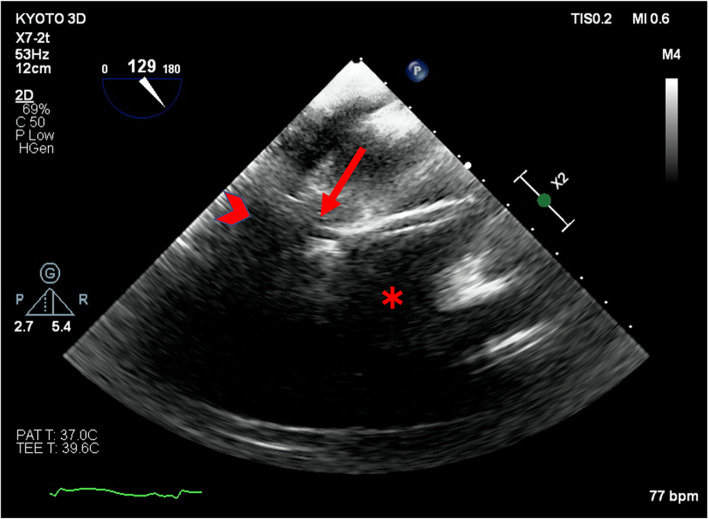 KYOTO 3D
X7-2t
53Hz
12cm
2D
69%
C 50
P Low
HGen
0 129 180
TIS0.2 MI 0.6
M4
P
X2
G
P R
2.7 5.4
PAT T: 37.0C
TEE T: 39.6C
77 bpm